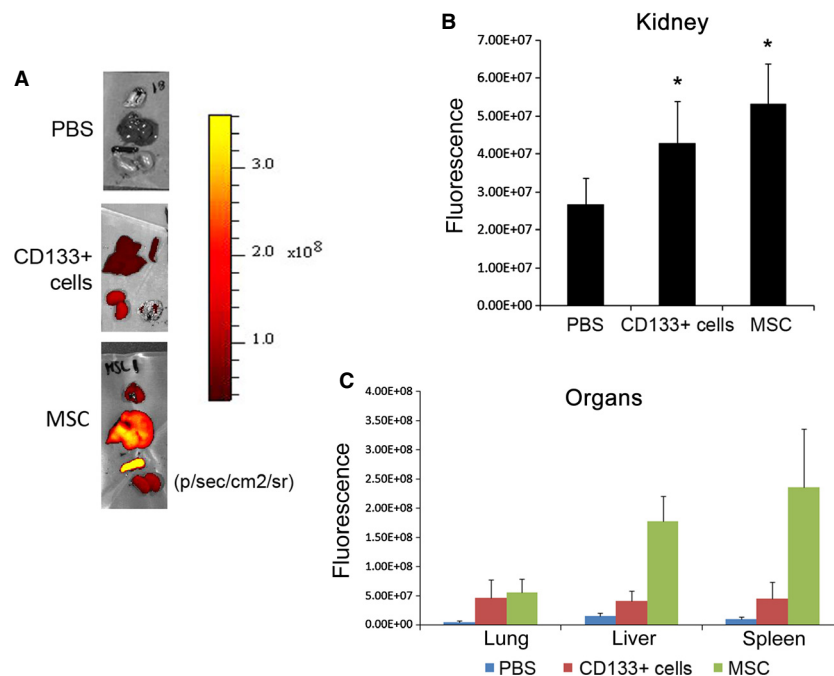 A
PBS
18
CD133+
cells
MSC
MSC 1
3.0
2.0
x10⁸
1.0
(p/sec/cm2/sr)
B
Kidney
Fluorescence
7.00E+07
6.00E+07
5.00E+07
4.00E+07
3.00E+07
2.00E+07
1.00E+07
0.00E+00
*
*
PBS CD133+ cells MSC
C
Organs
Fluorescence
4.00E+08
3.50E+08
3.00E+08
2.50E+08
2.00E+08
1.50E+08
1.00E+08
5.00E+07
0.00E+00
Lung Liver Spleen
PBS CD133+ cells MSC